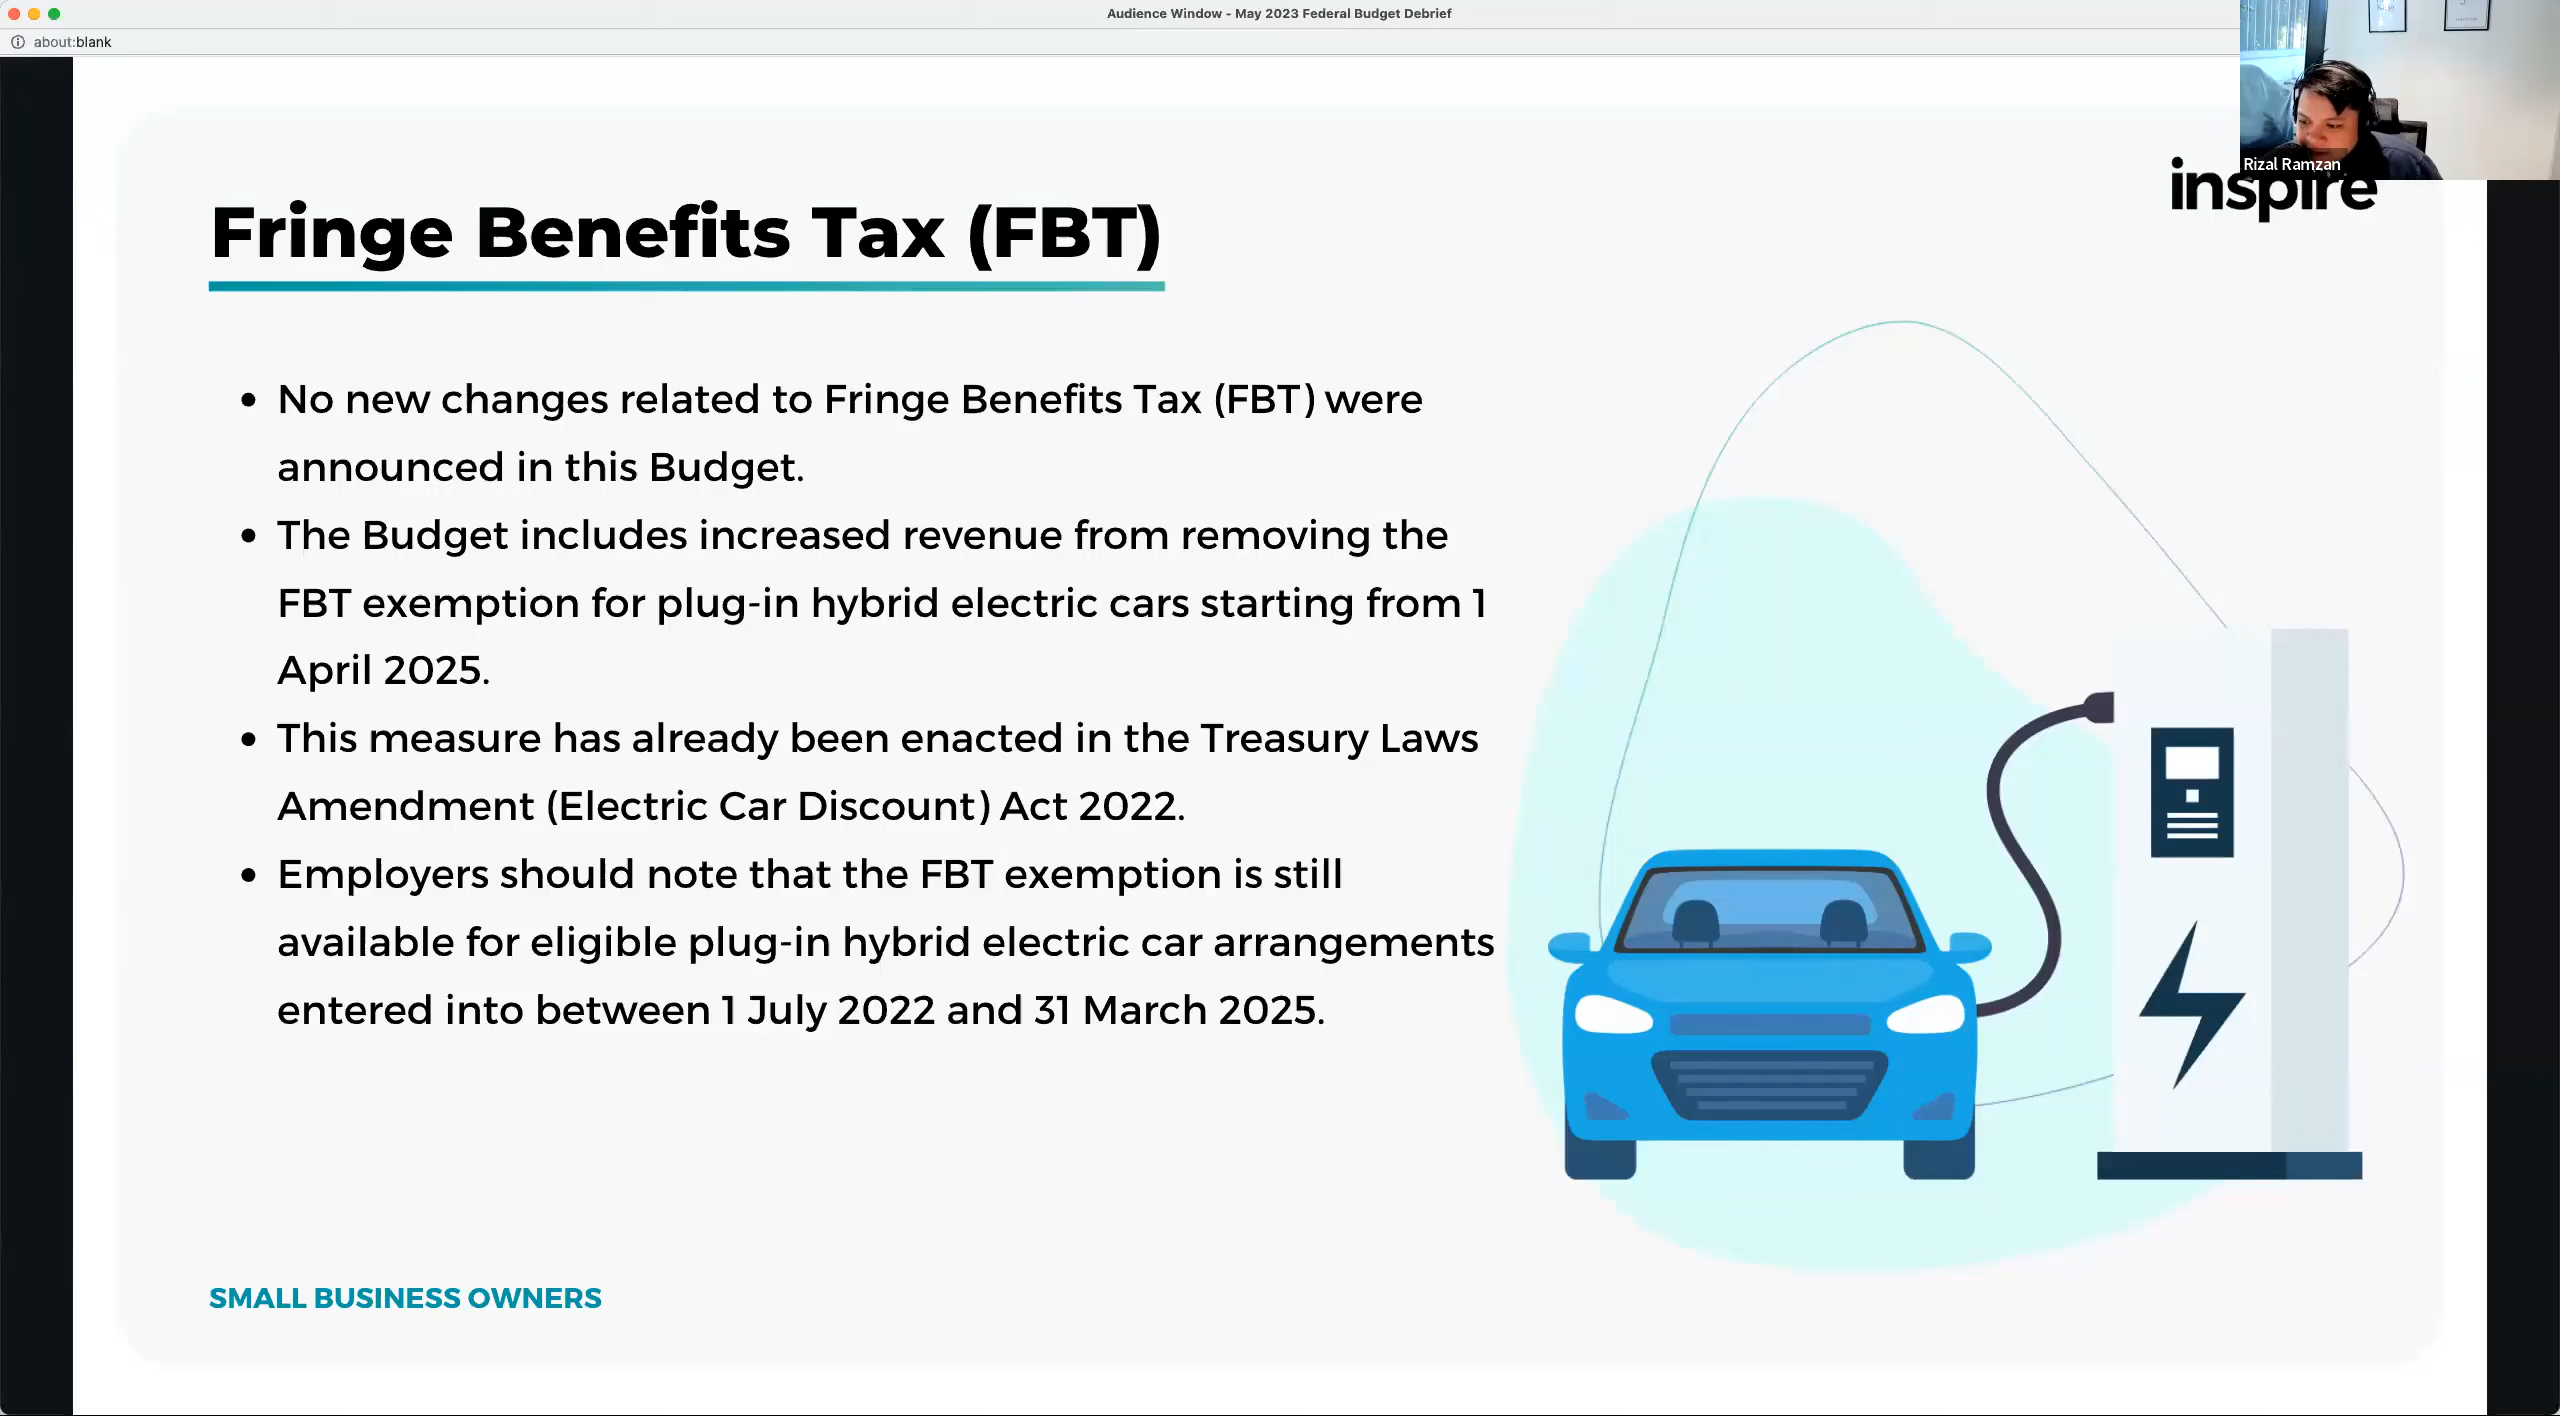 Audience Window - May 2023 Federal Budget Debrief
about:blank
Rizal Ramzan
inspire
Fringe Benefits Tax (FBT)
• No new changes related to Fringe Benefits Tax (FBT) were
announced in this Budget.
• The Budget includes increased revenue from removing the
FBT exemption for plug-in hybrid electric cars starting from 1
April 2025.
• This measure has already been enacted in the Treasury Laws
Amendment (Electric Car Discount) Act 2022.
• Employers should note that the FBT exemption is still
available for eligible plug-in hybrid electric car arrangements
entered into between 1 July 2022 and 31 March 2025.
SMALL BUSINESS OWNERS